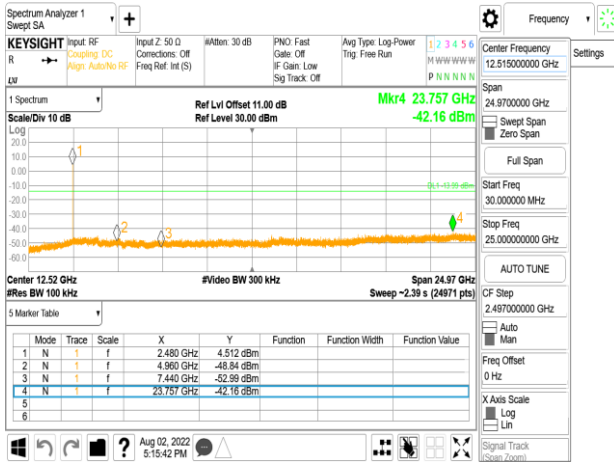 Spectrum Analyzer 1
Swept SA
+
Frequency
KEYSIGHT Input: RF
R Coupling: DC
Align: Auto/No RF
Input Z: 50 Ω
Corrections: Off
Freq Ref: Int (S)
#Atten: 30 dB
PNO: Fast
Gate: Off
IF Gain: Low
Sig Track: Off
Avg Type: Log-Power
Trig: Free Run
1 2 3 4 5 6
M W W W W W
P N N N N N
1 Spectrum
Scale/Div 10 dB
Log
Ref Lvl Offset 11.00 dB
Ref Level 30.00 dBm
Mkr4 23.757 GHz
-42.16 dBm
20.0
10.0
0.00
-10.0
-20.0
-30.0
-40.0
-50.0
-60.0
1
2
3
4
Center 12.52 GHz
#Res BW 100 kHz
#Video BW 300 kHz
Span 24.97 GHz
Sweep ~2.39 s (24971 pts)
5 Marker Table
Mode Trace Scale X Y Function Function Width Function Value
1 N 1 f 2.480 GHz 4.512 dBm
2 N 1 f 4.960 GHz -48.84 dBm
3 N 1 f 7.440 GHz -52.99 dBm
4 N 1 f 23.757 GHz -42.16 dBm
5
6
?
Aug 02, 2022
5:15:42 PM
Center Frequency
12.515000000 GHz
Settings
Span
24.9700000 GHz
Swept Span
Zero Span
Full Span
Start Freq
30.000000 MHz
Stop Freq
25.000000000 GHz
AUTO TUNE
CF Step
2.497000000 GHz
Auto
Man
Freq Offset
0 Hz
X Axis Scale
Log
Lin
Signal Track
(Span Zoom)